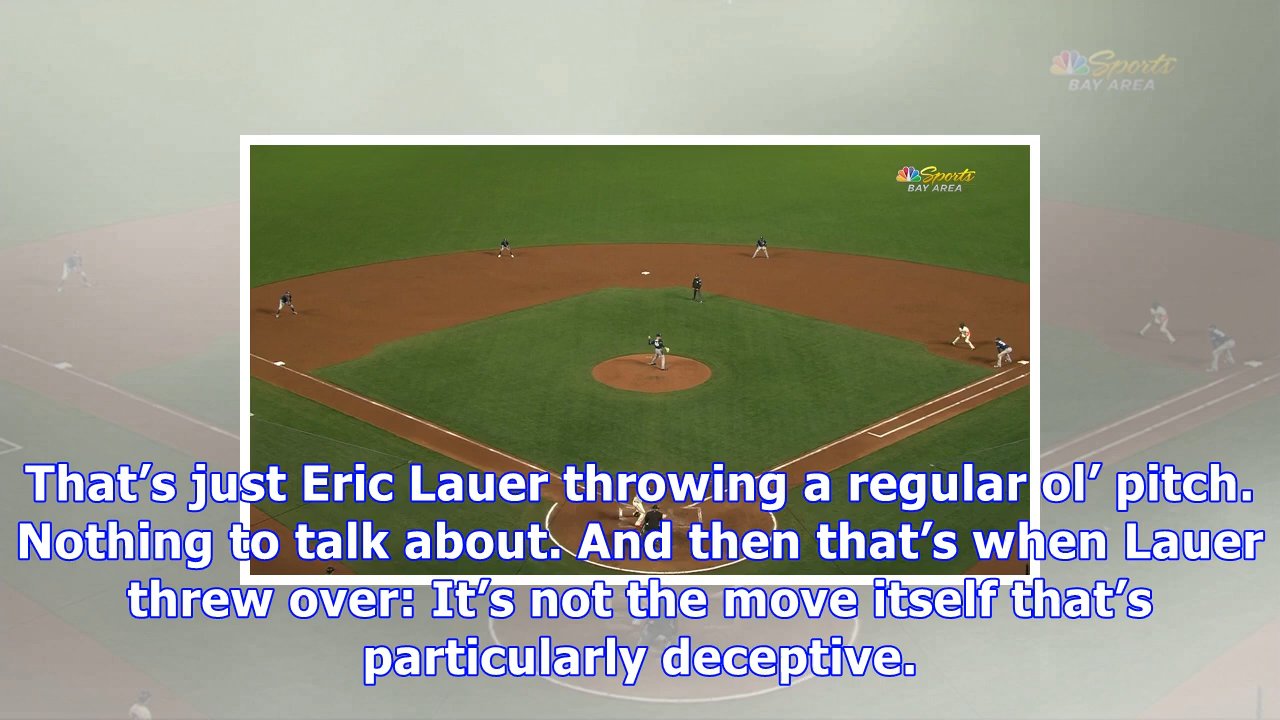 Sports
BAY AREA
Sports
BAY AREA
That’s just Eric Lauer throwing a regular ol’ pitch.
Nothing to talk about. And then that’s when Lauer
threw over: It’s not the move itself that’s
particularly deceptive.